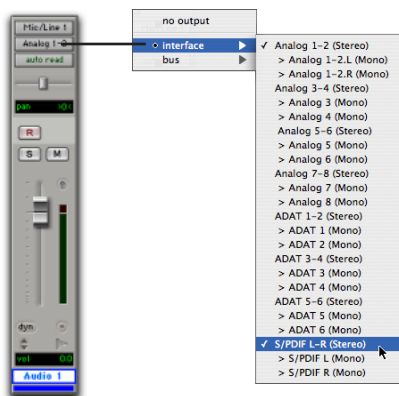 Mic/Line 1
Analog 1-2
auto read
pan >0<
R
S M
dyn
vol 0.0
Audio 1
no output
interface
bus
✓ Analog 1-2 (Stereo)
> Analog 1-2.L (Mono)
> Analog 1-2.R (Mono)
Analog 3-4 (Stereo)
> Analog 3 (Mono)
> Analog 4 (Mono)
Analog 5-6 (Stereo)
> Analog 5 (Mono)
> Analog 6 (Mono)
Analog 7-8 (Stereo)
> Analog 7 (Mono)
> Analog 8 (Mono)
ADAT 1-2 (Stereo)
> ADAT 1 (Mono)
> ADAT 2 (Mono)
ADAT 3-4 (Stereo)
> ADAT 3 (Mono)
> ADAT 4 (Mono)
ADAT 5-6 (Stereo)
> ADAT 5 (Mono)
> ADAT 6 (Mono)
✓ S/PDIF L-R (Stereo)
> S/PDIF L (Mono)
> S/PDIF R (Mono)